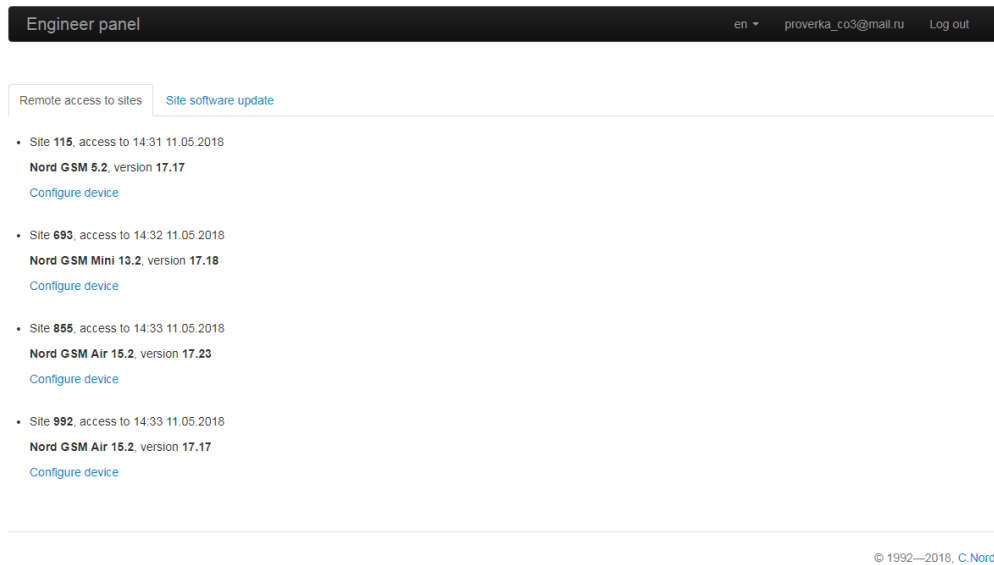 Engineer panel en proverka_co3@mail.ru Log out
Remote access to sites Site software update
Site 115, access to 14:31 11.05.2018
Nord GSM 5.2, version 17.17
Configure device
Site 693, access to 14:32 11.05.2018
Nord GSM Mini 13.2, version 17.18
Configure device
Site 855, access to 14:33 11.05.2018
Nord GSM Air 15.2, version 17.23
Configure device
Site 992, access to 14:33 11.05.2018
Nord GSM Air 15.2, version 17.17
Configure device
© 1992—2018, C.Nord